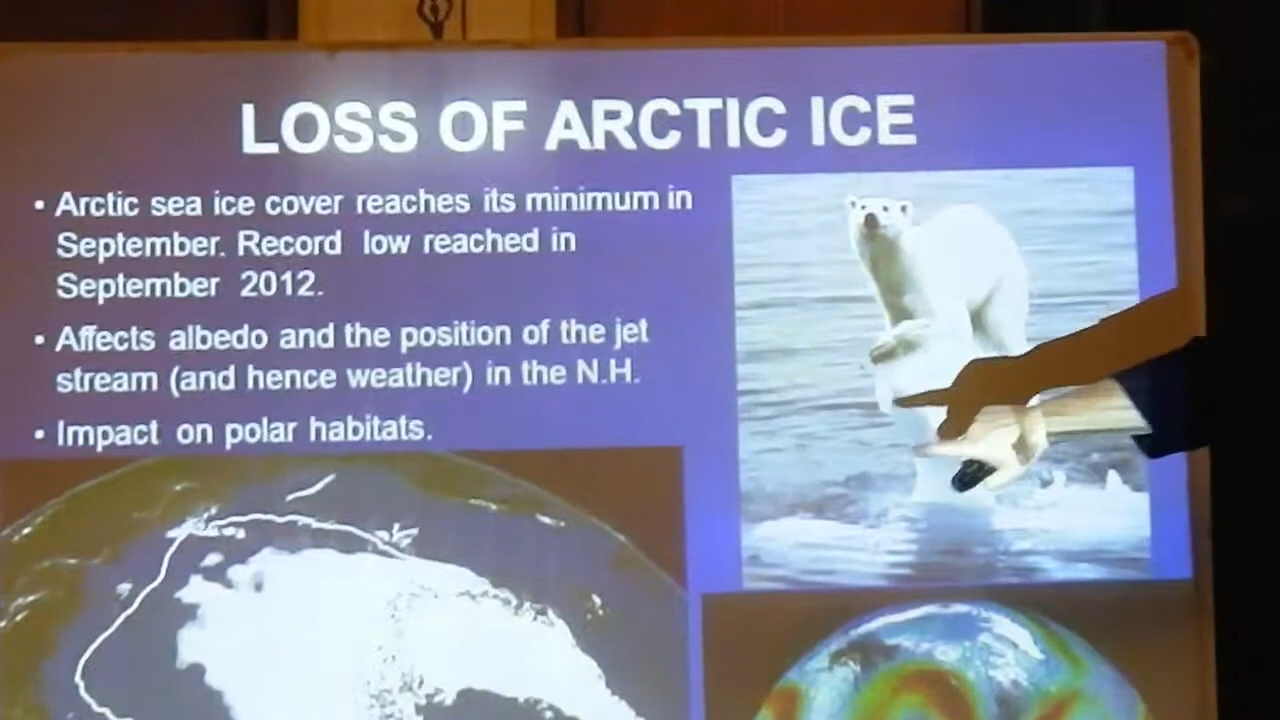 LOSS OF ARCTIC ICE
• Arctic sea ice cover reaches its minimum in
September. Record low reached in
September 2012.
• Affects albedo and the position of the jet
stream (and hence weather) in the N.H.
• Impact on polar habitats.